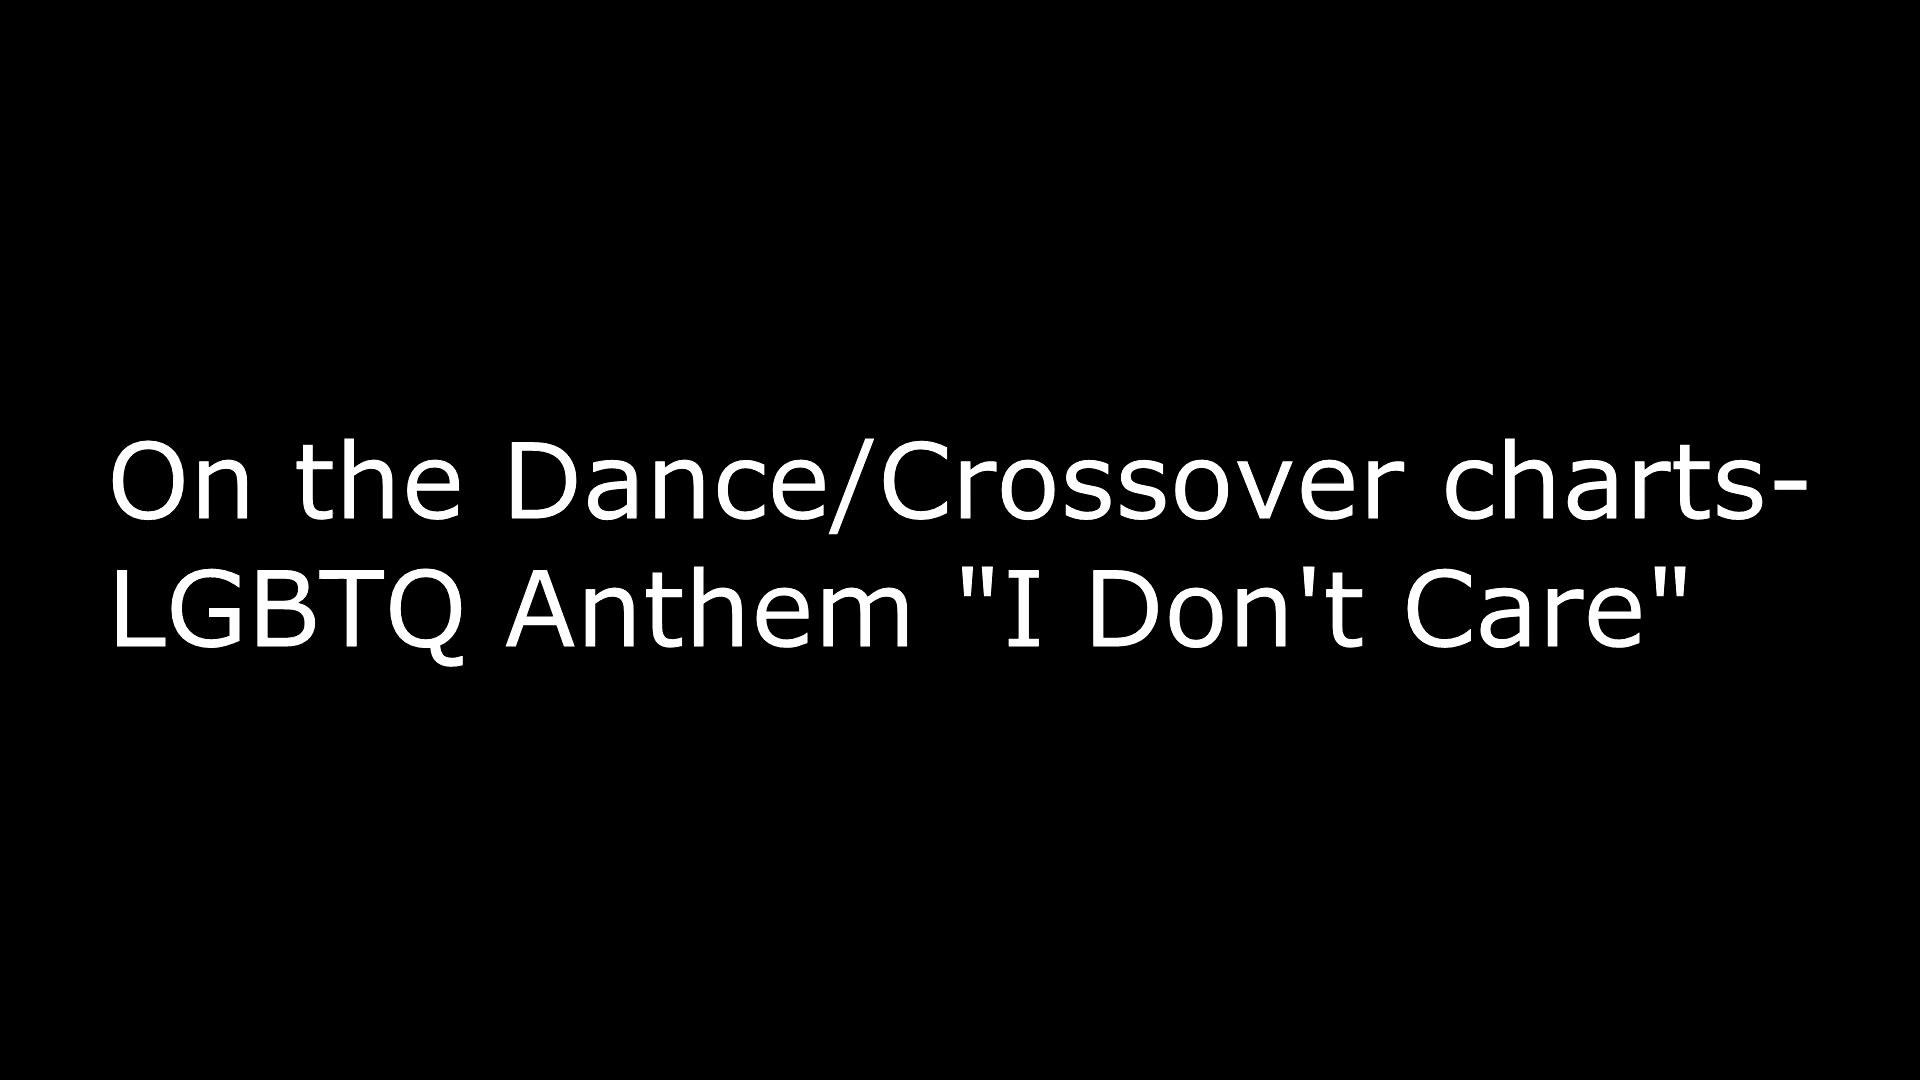 On the Dance/Crossover charts-
LGBTQ Anthem "I Don't Care"